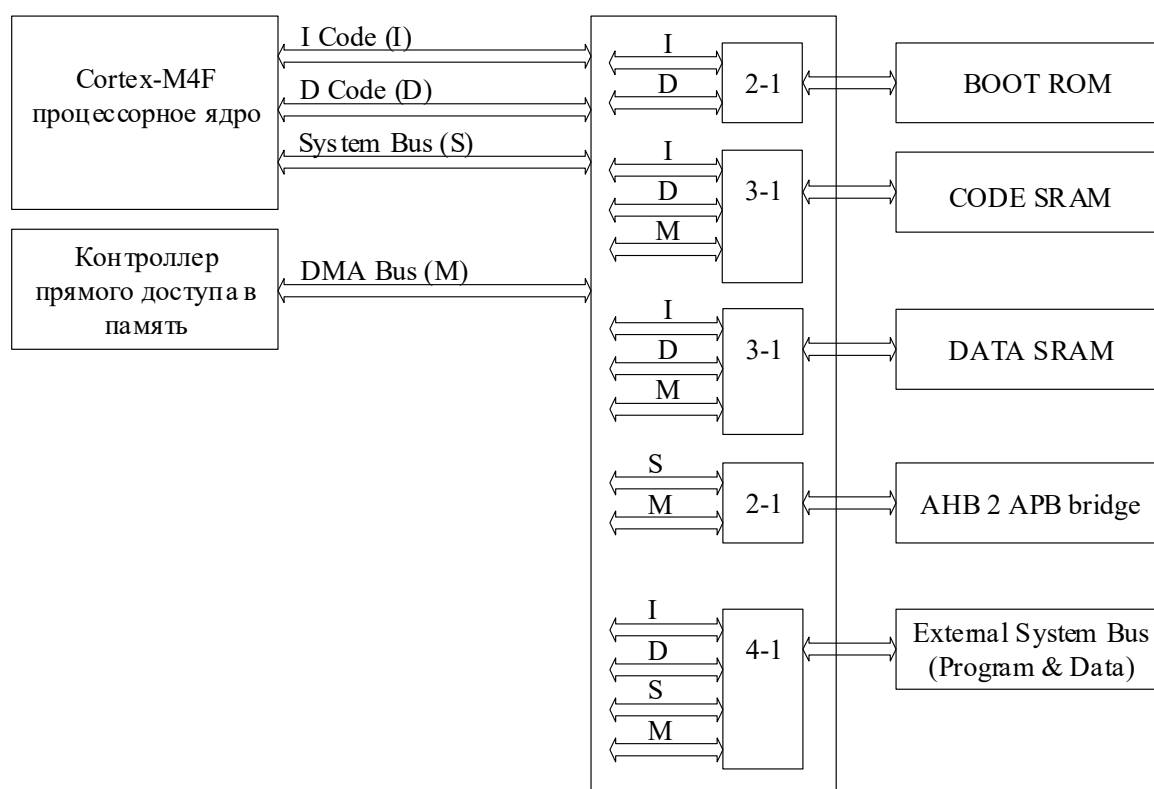 Cortex-M4F
процессорное ядро
I Code (I)
D Code (D)
System Bus (S)
Контроллер
прямого доступа в
память
DMA Bus (M)
I
D
2-1
BOOT ROM
I
D
M
3-1
CODE SRAM
I
D
M
3-1
DATA SRAM
S
M
2-1
AHB 2 APB bridge
I
D
S
M
4-1
External System Bus
(Program & Data)